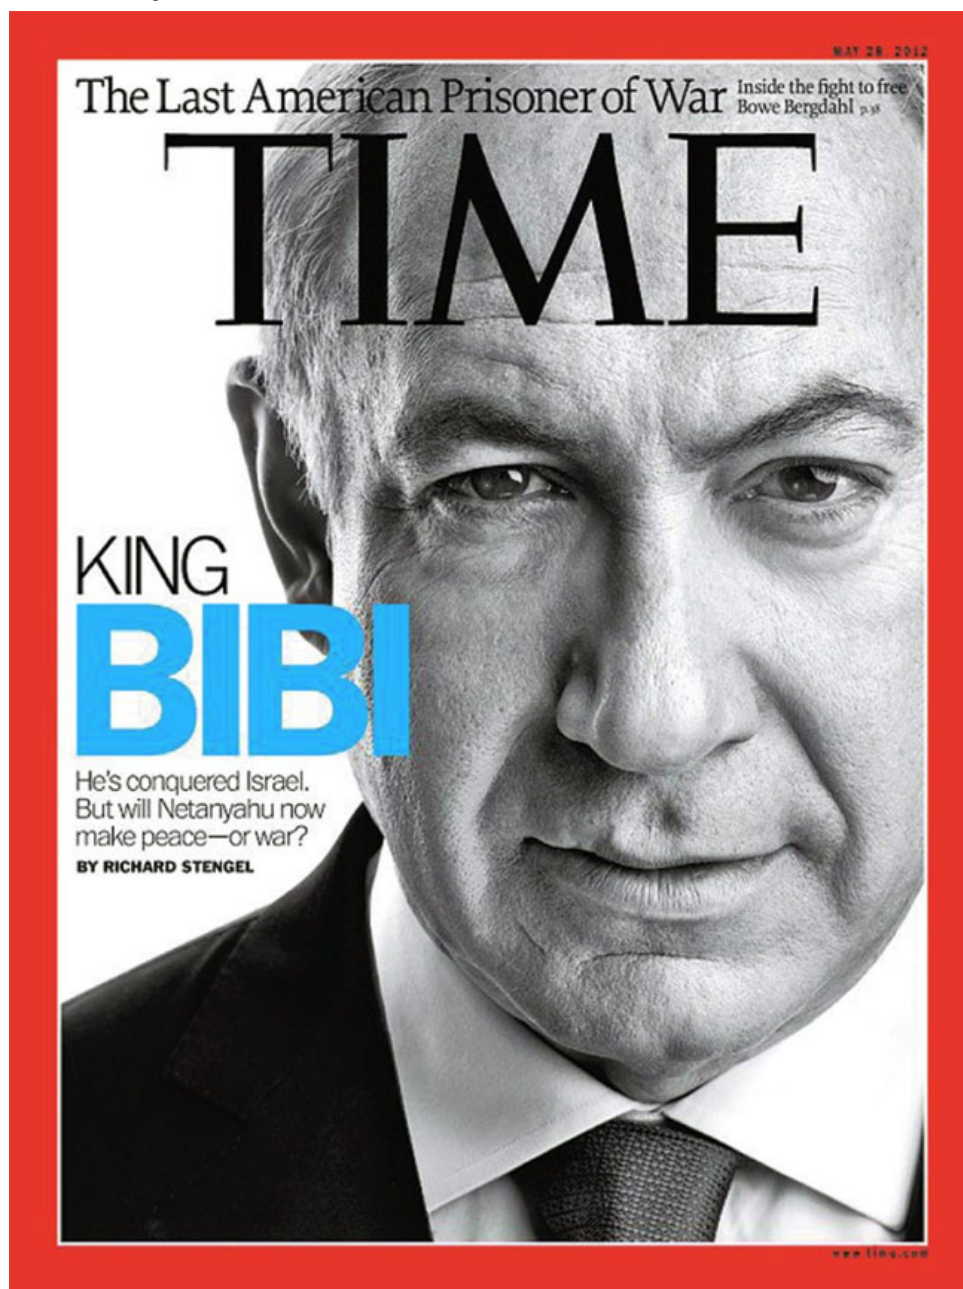 MAY 28, 2012
The Last American Prisoner of War
Inside the fight to free
Bowe Bergdahl p.38
TIME
KING
BIBI
He's conquered Israel.
But will Netanyahu now
make peace—or war?
BY RICHARD STENGEL
www.time.com